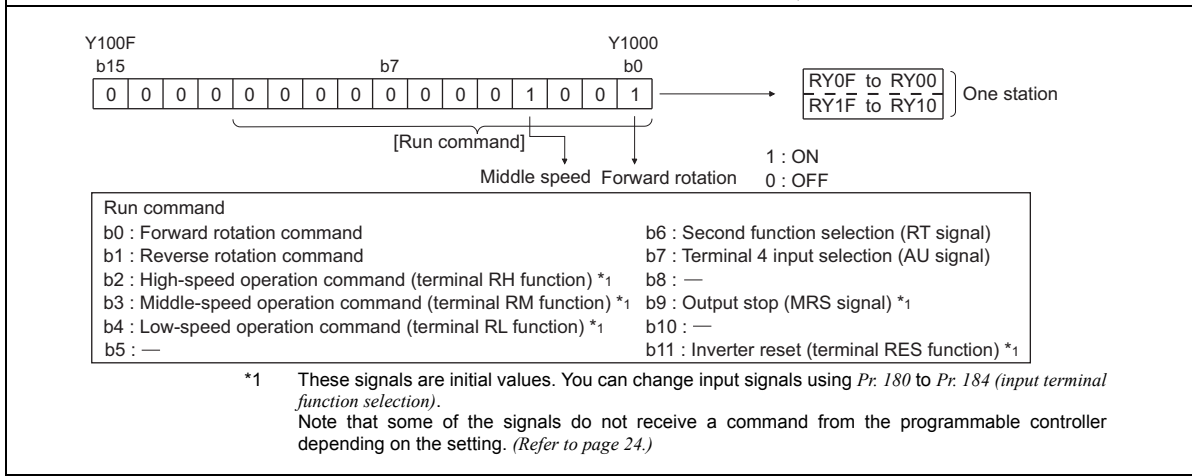 Y100F Y1000
b15 b7 b0
0 0 0 0 0 0 0 0 0 0 0 0 1 0 0 1
RY0F to RY00
RY1F to RY10
One station
[Run command]
Middle speed Forward rotation
1 : ON
0 : OFF
Run command
b0 : Forward rotation command
b1 : Reverse rotation command
b2 : High-speed operation command (terminal RH function) *1
b3 : Middle-speed operation command (terminal RM function) *1
b4 : Low-speed operation command (terminal RL function) *1
b5 : —
b6 : Second function selection (RT signal)
b7 : Terminal 4 input selection (AU signal)
b8 : —
b9 : Output stop (MRS signal) *1
b10 : —
b11 : Inverter reset (terminal RES function) *1
*1 These signals are initial values. You can change input signals using Pr. 180 to Pr. 184 (input terminal
function selection).
Note that some of the signals do not receive a command from the programmable controller
depending on the setting. (Refer to page 24.)